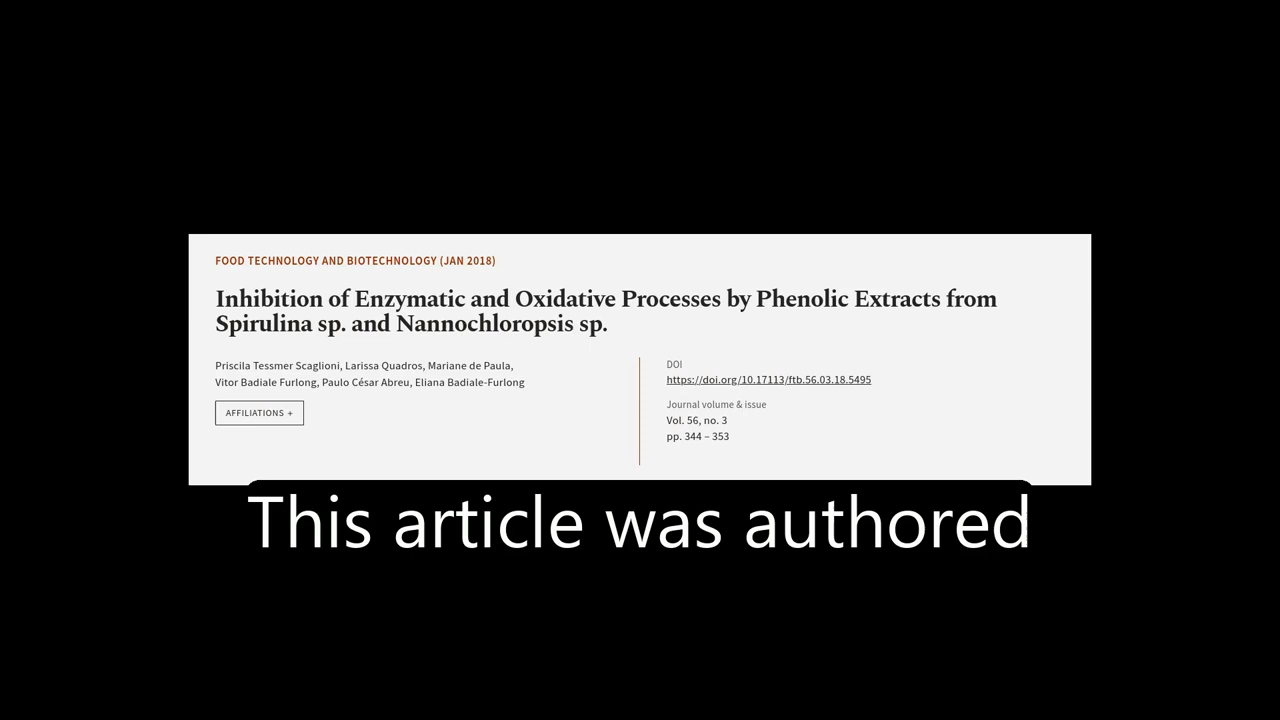 FOOD TECHNOLOGY AND BIOTECHNOLOGY (JAN 2018)
Inhibition of Enzymatic and Oxidative Processes by Phenolic Extracts from
Spirulina sp. and Nannochloropsis sp.
Priscila Tessmer Scaglioni, Larissa Quadros, Mariane de Paula,
Vitor Badiale Furlong, Paulo César Abreu, Eliana Badiale-Furlong
AFFILIATIONS +
DOI
https://doi.org/10.17113/ftb.56.03.18.5495
Journal volume & issue
Vol. 56, no. 3
pp. 344 – 353
This article was authored